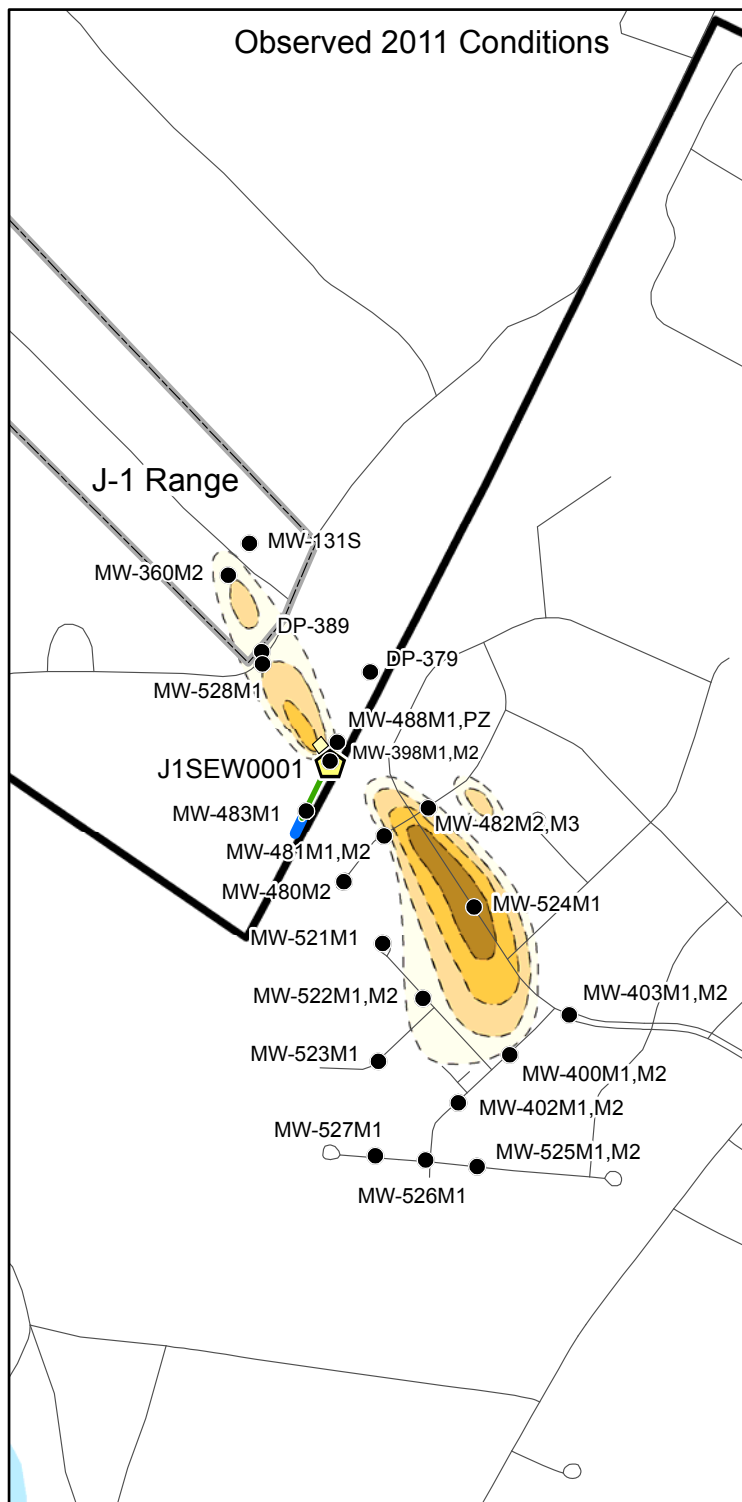 Observed 2011 Conditions
J-1 Range
MW-131S
MW-360M2
DP-389
DP-379
MW-528M1
MW-488M1,PZ
MW-398M1,M2
J1SEW0001
MW-483M1
MW-482M2,M3
MW-481M1,M2
MW-480M2
MW-524M1
MW-521M1
MW-522M1,M2
MW-403M1,M2
MW-523M1
MW-400M1,M2
MW-402M1,M2
MW-527M1
MW-525M1,M2
MW-526M1